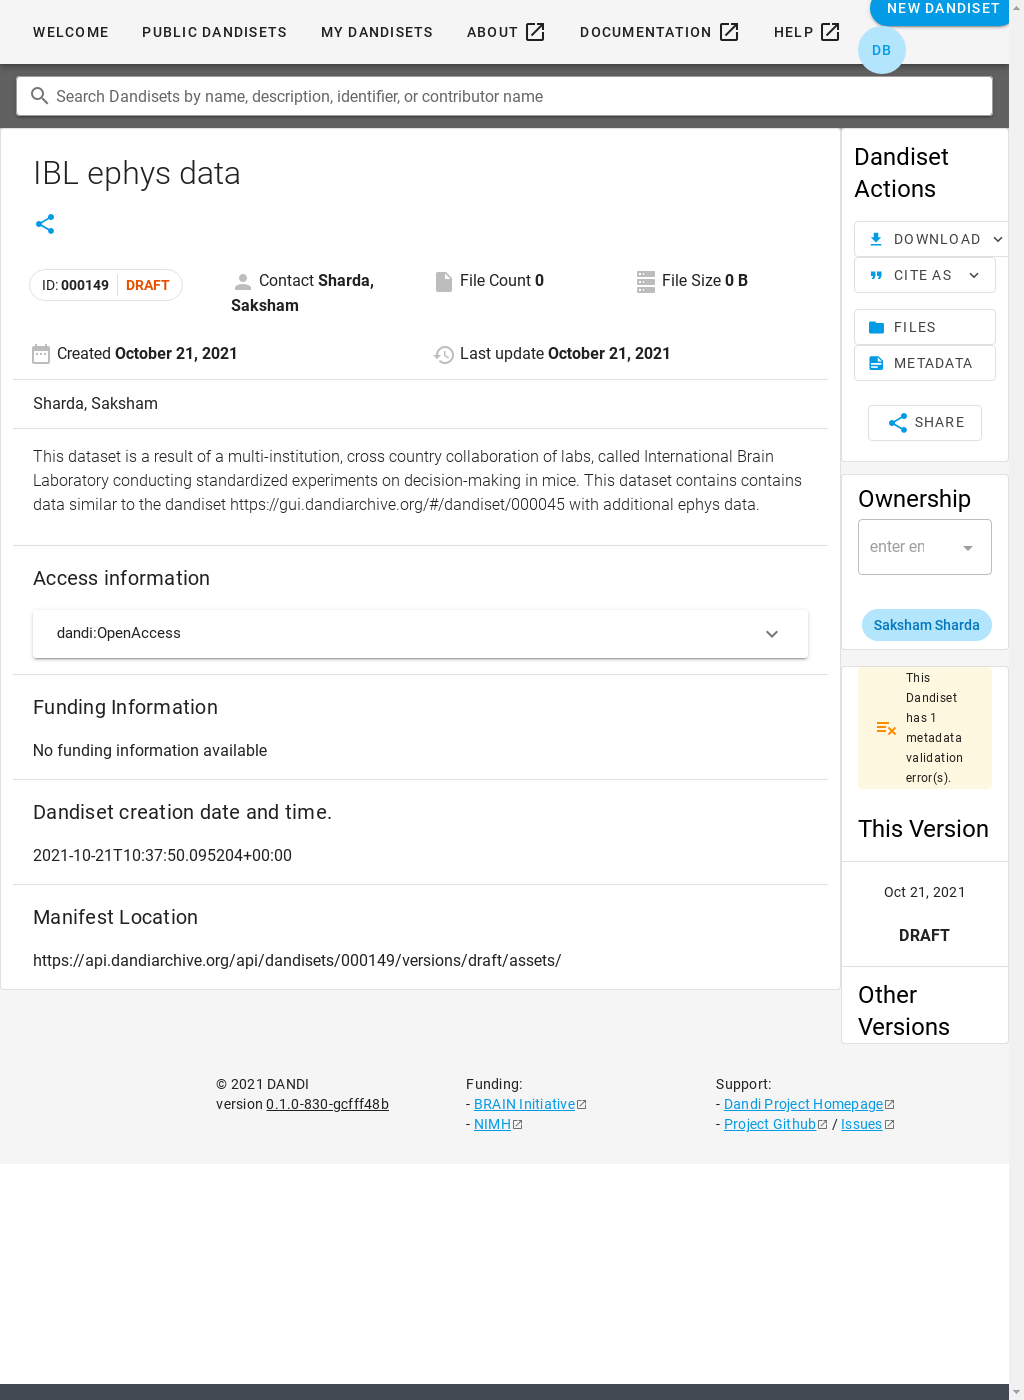 WELCOME PUBLIC DANDISETS MY DANDISETS ABOUT DOCUMENTATION HELP NEW DANDISET
DB
Search Dandisets by name, description, identifier, or contributor name
IBL ephys data
ID: 000149 DRAFT
Contact Sharda,
Saksham
File Count 0
File Size 0 B
Created October 21, 2021
Last update October 21, 2021
Sharda, Saksham
This dataset is a result of a multi-institution, cross country collaboration of labs, called International Brain
Laboratory conducting standardized experiments on decision-making in mice. This dataset contains contains
data similar to the dandiset https://gui.dandiarchive.org/#/dandiset/000045 with additional ephys data.
Access information
dandi:OpenAccess
Funding Information
No funding information available
Dandiset creation date and time.
2021-10-21T10:37:50.095204+00:00
Manifest Location
https://api.dandiarchive.org/api/dandisets/000149/versions/draft/assets/
Dandiset
Actions
DOWNLOAD
CITE AS
FILES
METADATA
SHARE
Ownership
enter en
Saksham Sharda
This
Dandiset
has 1
metadata
validation
error(s).
This Version
Oct 21, 2021
DRAFT
Other
Versions
© 2021 DANDI
version 0.1.0-830-gcfff48b
Funding:
- BRAIN Initiative
- NIMH
Support:
- Dandi Project Homepage
- Project Github / Issues